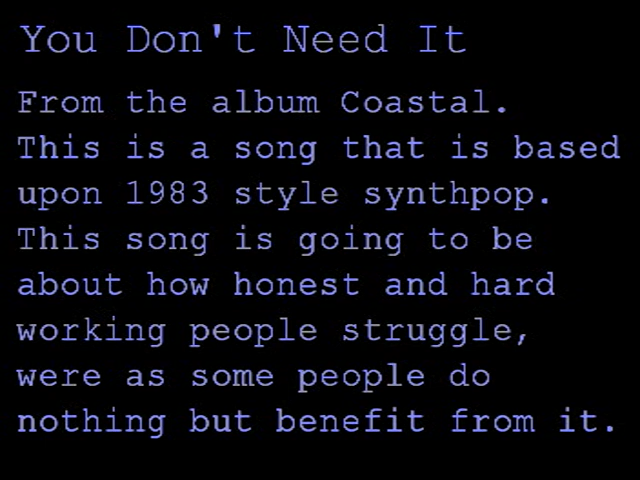 You Don't Need It
From the album Coastal.
This is a song that is based
upon 1983 style synthpop.
This song is going to be
about how honest and hard
working people struggle,
were as some people do
nothing but benefit from it.